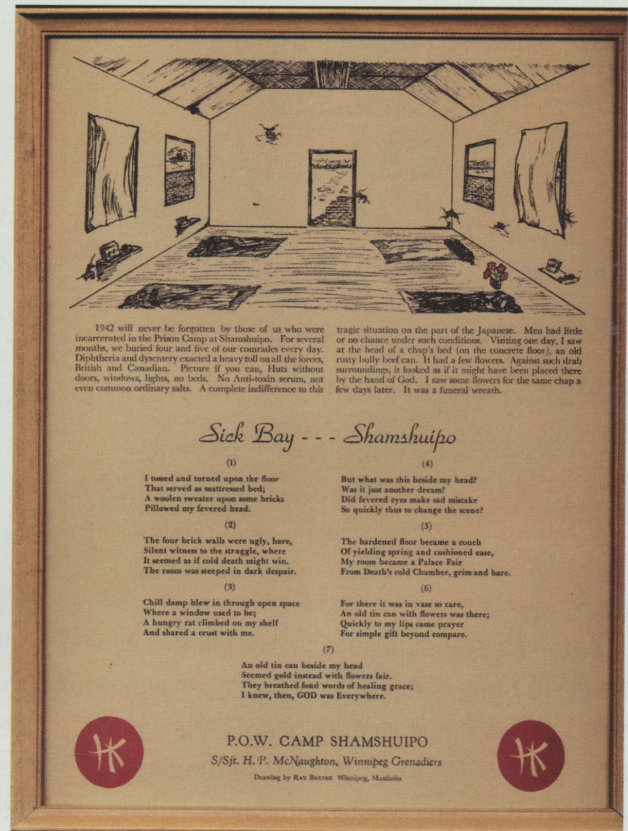 1942 will never be forgotten by those of us who were
incarcerated in the Prison Camp at Shamshuipo. For several
months, we buried four and five of our comrades every day.
Diphtheria and dysentery exacted a heavy toll on all the forces,
British and Canadian. Picture if you can, Huts without
doors, windows, lights, no beds. No Anti-toxin serum, not
even common ordinary salts. A complete indifference to this
tragic situation on the part of the Japanese. Men had little
or no chance under such conditions. Visiting one day, I saw
at the head of a chap's bed (on the concrete floor), an old
rusty bully beef can. It had a few flowers. Against such drab
surroundings, it looked as if it might have been placed there
by the hand of God. I saw some flowers for the same chap a
few days later. It was a funeral wreath.
Sick Bay - - - Shamshuipo
(1)
I tossed and turned upon the floor
That served as mattressed bed;
A woolen sweater upon some bricks
Pillowed my fevered head.
(2)
The four brick walls were ugly, bare,
Silent witness to the struggle, where
It seemed as if cold death might win.
The room was steeped in dark despair.
(3)
Chill damp blew in through open space
Where a window used to be;
A hungry rat climbed on my shelf
And shared a crust with me.
(4)
But what was this beside my head?
Was it just another dream?
Did fevered eyes make sad mistake
So quickly thus to change the scene?
(5)
The hardened floor became a couch
Of yielding spring and cushioned ease,
My room became a Palace Fair
From Death's cold Chamber, grim and bare.
(6)
For there it was in vase so rare,
An old tin can with flowers was there;
Quickly to my lips came prayer
For simple gift beyond compare.
(7)
An old tin can beside my head
Seemed gold instead with flowers fair.
They breathed fond words of healing grace;
I knew, then, GOD was Everywhere.
HK
P.O.W. CAMP SHAMSHUIPO
S/Sjt. H. P. McNaughton, Winnipeg Grenadiers
Drawing by RAY BAXTER Winnipeg, Manitoba
HK